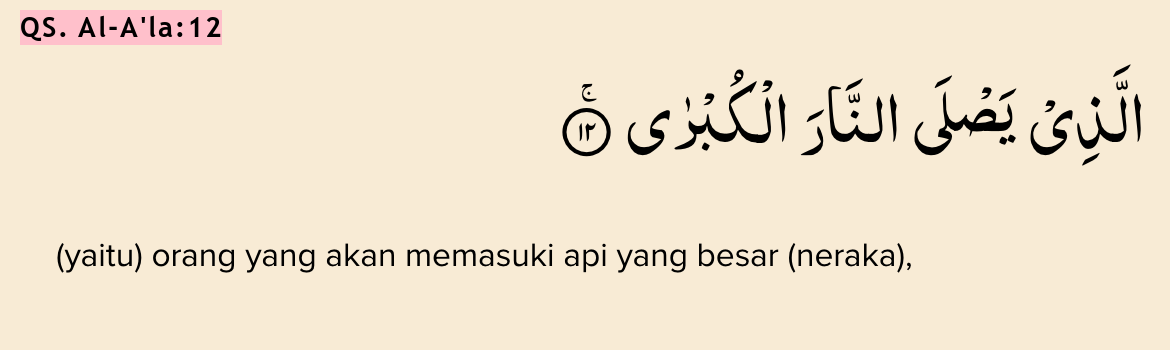 QS. Al-A'la:12
الَّذِيْ يَصْلَى النَّارَ الْكُبْرٰى ۚ ١٢
(yaitu) orang yang akan memasuki api yang besar (neraka),